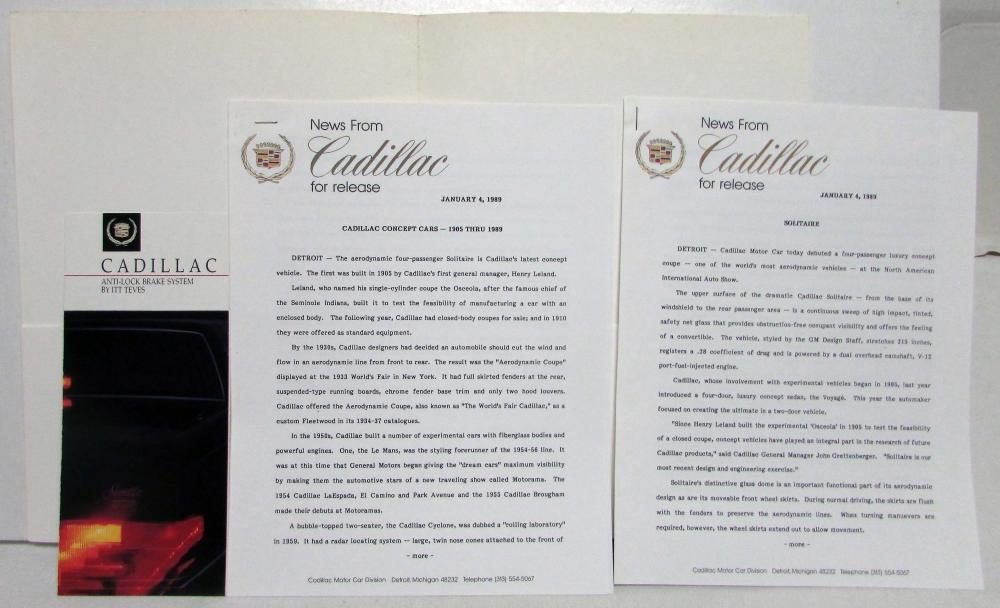 CADILLAC
ANTI-LOCK BRAKE SYSTEM
BY ITT TEVES
News From
Cadillac
for release
JANUARY 4, 1989
CADILLAC CONCEPT CARS — 1905 THRU 1989
DETROIT — The aerodynamic four-passenger Solitaire is Cadillac's latest concept
vehicle. The first was built in 1905 by Cadillac's first general manager, Henry Leland.
Leland, who named his single-cylinder coupe the Osceola, after the famous chief of
the Seminole Indians, built it to test the feasibility of manufacturing a car with an
enclosed body. The following year, Cadillac had closed-body coupes for sale; and in 1910
they were offered as standard equipment.
By the 1930s, Cadillac designers had decided an automobile should cut the wind and
flow in an aerodynamic line from front to rear. The result was the "Aerodynamic Coupe"
displayed at the 1933 World's Fair in New York. It had full skirted fenders at the rear,
suspended-type running boards, chrome fender base trim and only two hood louvers.
Cadillac offered the Aerodynamic Coupe, also known as "The World's Fair Cadillac," as a
custom Fleetwood in its 1934-37 catalogues.
In the 1950s, Cadillac built a number of experimental cars with fiberglass bodies and
powerful engines. One, the Le Mans, was the styling forerunner of the 1954-56 line. It
was at this time that General Motors began giving the "dream cars" maximum visibility
by making them the automotive stars of a new traveling show called Motorama. The
1954 Cadillac LaEspada, El Camino and Park Avenue and the 1955 Cadillac Brougham
made their debuts at Motoramas.
A bubble-topped two-seater, the Cadillac Cyclone, was dubbed a "rolling laboratory"
in 1959. It had a radar locating system — large, twin nose cones attached to the front of
- more -
Cadillac Motor Car Division Detroit, Michigan 48232 Telephone (313) 554-5067
News From
Cadillac
for release
JANUARY 4, 1989
SOLITAIRE
DETROIT — Cadillac Motor Car today debuted a four-passenger luxury concept
coupe — one of the world's most aerodynamic vehicles — at the North American
International Auto Show.
The upper surface of the dramatic Cadillac Solitaire — from the base of its
windshield to the rear passenger area — is a continuous sweep of high impact, tinted,
safety net glass that provides obstruction-free occupant visibility and offers the feeling
of a convertible. The vehicle, styled by the GM Design Staff, stretches 215 inches,
registers a .28 coefficient of drag and is powered by a dual overhead camshaft, V-12
port-fuel-injected engine.
Cadillac, whose involvement with experimental vehicles began in 1905, last year
introduced a four-door, luxury concept sedan, the Voyagé. This year the automaker
focused on creating the ultimate in a two-door vehicle.
"Since Henry Leland built the experimental 'Osceola' in 1905 to test the feasibility
of a closed coupe, concept vehicles have played an integral part in the research of future
Cadillac products," said Cadillac General Manager John Grettenberger. "Solitaire is our
most recent design and engineering exercise."
Solitaire's distinctive glass dome is an important functional part of its aerodynamic
design as are its moveable front wheel skirts. During normal driving, the skirts are flush
with the fenders to preserve the aerodynamic lines. When turning maneuvers are
required, however, the wheel skirts extend out to allow movement.
- more -
Cadillac Motor Car Division Detroit, Michigan 48232 Telephone (313) 554-5067